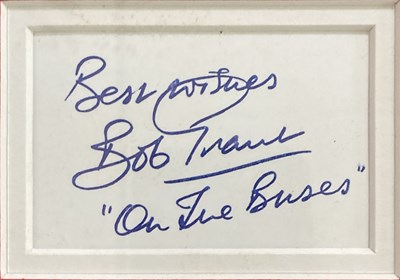 Best wishes
Bob Grant
"On The Buses"